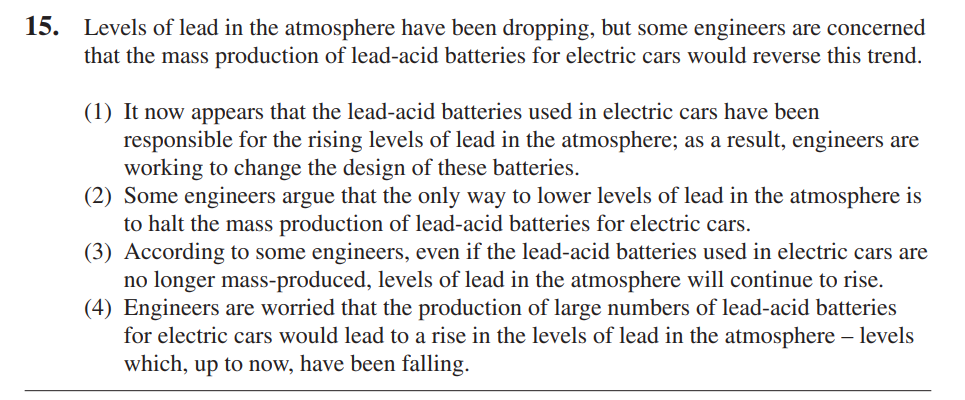 15. Levels of lead in the atmosphere have been dropping, but some engineers are concerned
that the mass production of lead-acid batteries for electric cars would reverse this trend.
(1) It now appears that the lead-acid batteries used in electric cars have been
responsible for the rising levels of lead in the atmosphere; as a result, engineers are
working to change the design of these batteries.
(2) Some engineers argue that the only way to lower levels of lead in the atmosphere is
to halt the mass production of lead-acid batteries for electric cars.
(3) According to some engineers, even if the lead-acid batteries used in electric cars are
no longer mass-produced, levels of lead in the atmosphere will continue to rise.
(4) Engineers are worried that the production of large numbers of lead-acid batteries
for electric cars would lead to a rise in the levels of lead in the atmosphere – levels
which, up to now, have been falling.